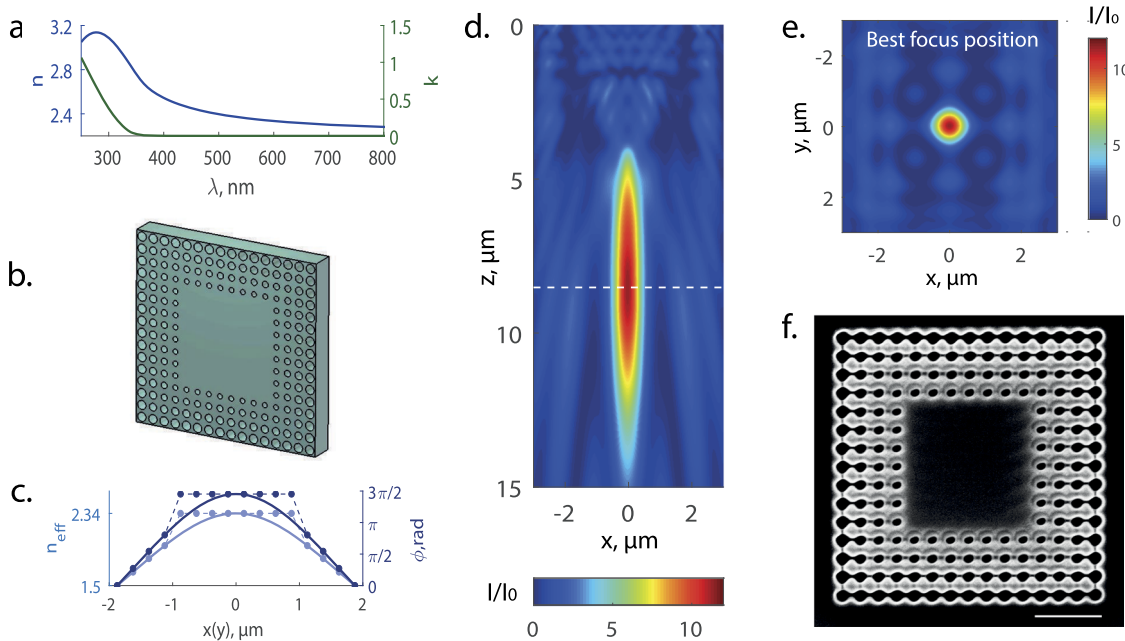 a
3.2
2.8
2.4
n
1.5
1
0.5
0
k
300
400
500
600
700
800
λ, nm
b.
c.
2.34
1.5
n_eff
3π/2
π
π/2
0
ϕ,rad
-2
-1
0
1
2
x(y), µm
d.
0
5
10
15
z, µm
-2
0
2
x, µm
I/I₀
0
5
10
e.
Best focus position
-2
0
2
y, µm
-2
0
2
x, µm
I/I₀
10
5
0
f.